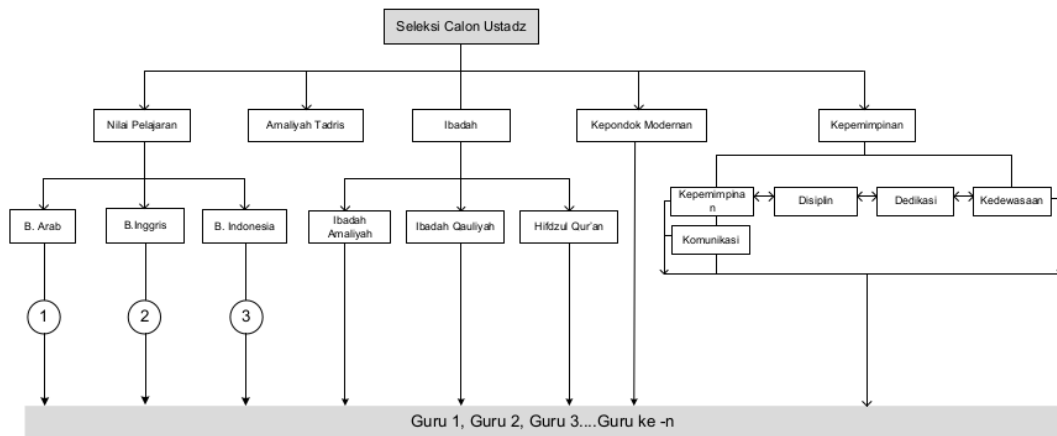 Seleksi Calon Ustadz
Nilai Pelajaran
Amaliyah Tadris
Ibadah
Kepondok Modernan
Kepemimpinan
B. Arab
B.Inggris
B. Indonesia
Ibadah
Amaliyah
Ibadah Qauliyah
Hifdzul Qur'an
Kepemimpina
n
Disiplin
Dedikasi
Kedewasaan
Komunikasi
1
2
3
Guru 1, Guru 2, Guru 3....Guru ke -n